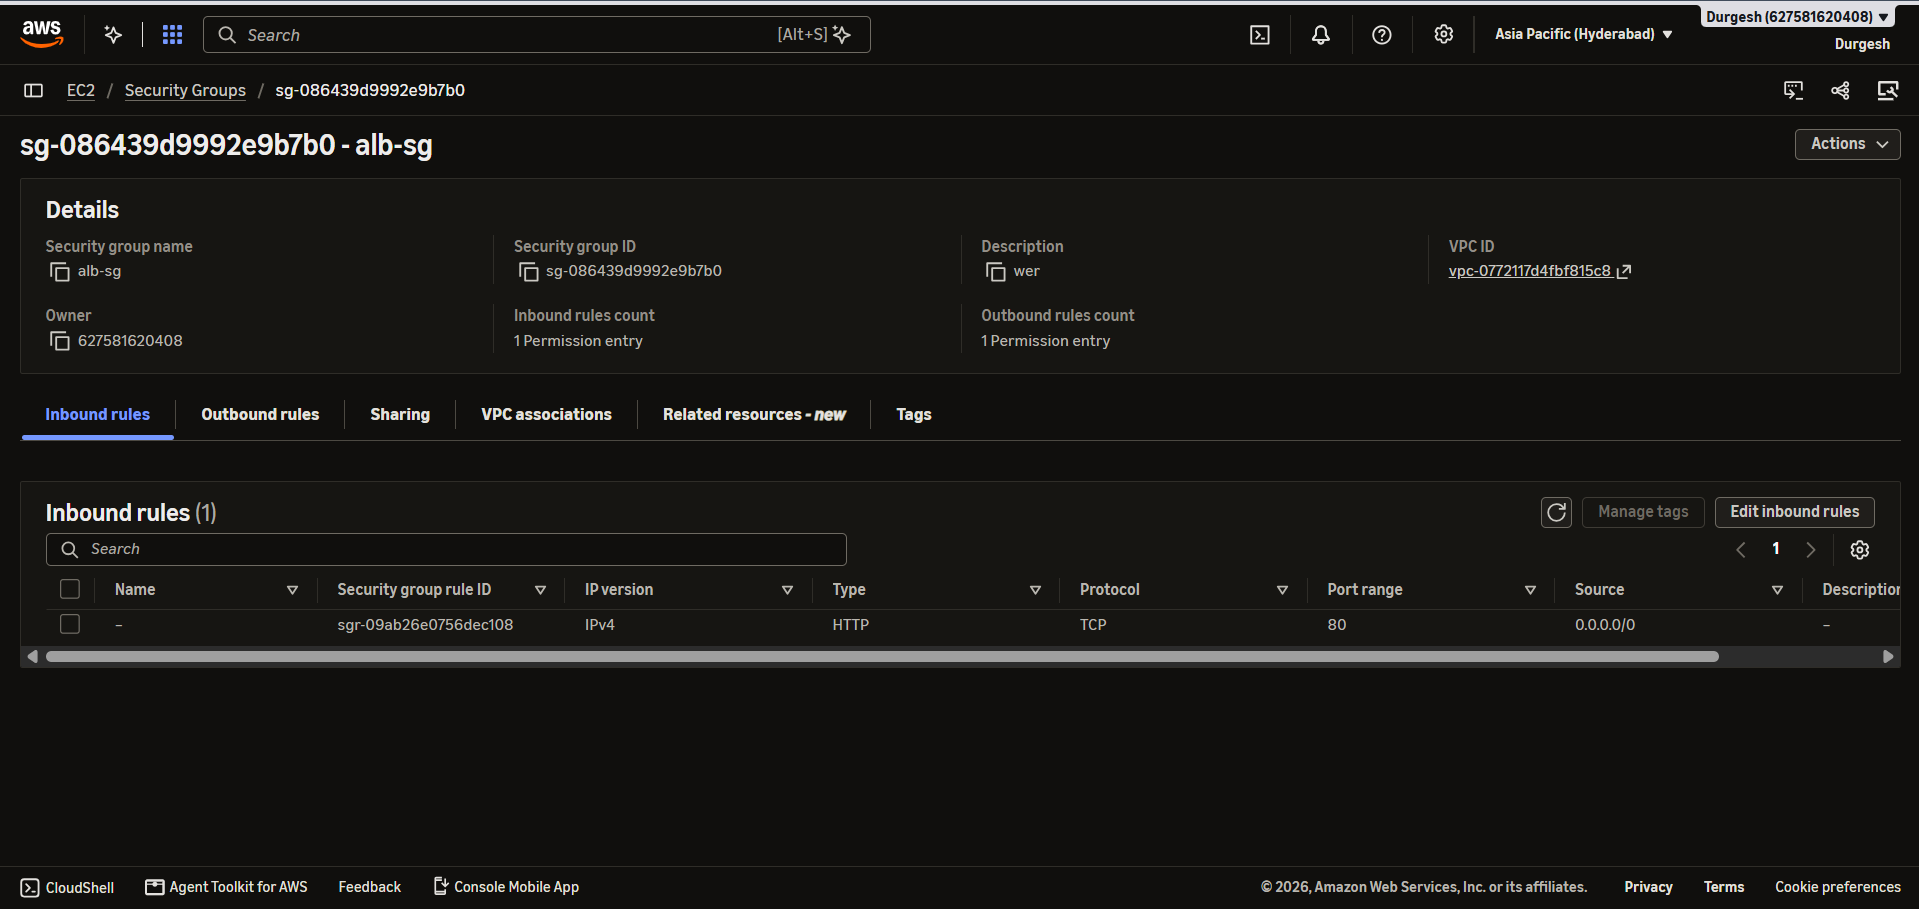 aws
Search [Alt+S]
Asia Pacific (Hyderabad)
Durgesh (627581620408)
Durgesh
EC2 / Security Groups / sg-086439d9992e9b7b0
sg-086439d9992e9b7b0 - alb-sg
Actions
Details
Security group name
alb-sg
Security group ID
sg-086439d9992e9b7b0
Description
wer
VPC ID
vpc-0772117d4fbf815c8
Owner
627581620408
Inbound rules count
1 Permission entry
Outbound rules count
1 Permission entry
Inbound rules Outbound rules Sharing VPC associations Related resources - new Tags
Inbound rules (1)
Manage tags Edit inbound rules
Search
1
Name Security group rule ID IP version Type Protocol Port range Source Description
– sgr-09ab26e0756dec108 IPv4 HTTP TCP 80 0.0.0.0/0 –
CloudShell Agent Toolkit for AWS Feedback Console Mobile App © 2026, Amazon Web Services, Inc. or its affiliates. Privacy Terms Cookie preferences